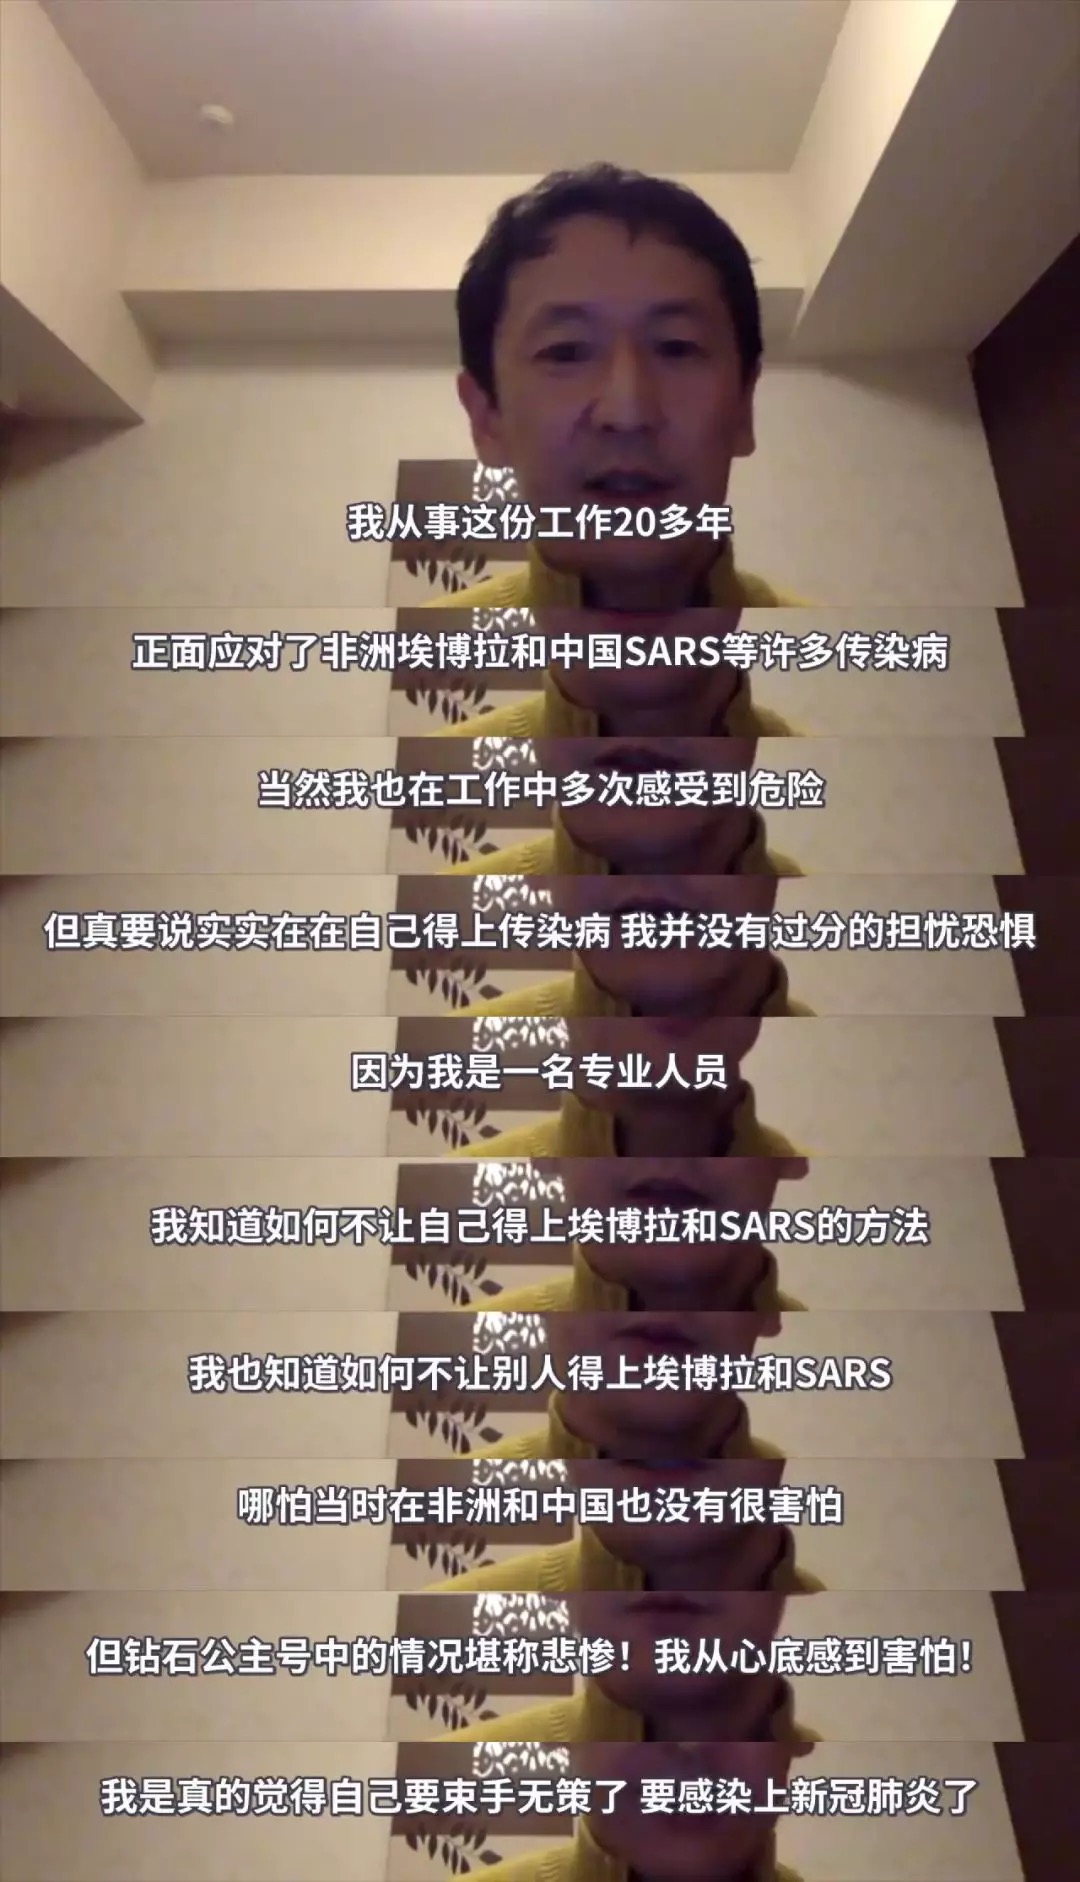 我从事这份工作20多年
正面应对了非洲埃博拉和中国SARS等许多传染病
当然我也在工作中多次感受到危险
但真要说实实在在自己得上传染病 我并没有过分的担忧恐惧
因为我是一名专业人员
我知道如何不让自己得上埃博拉和SARS的方法
我也知道如何不让别人得上埃博拉和SARS
哪怕当时在非洲和中国也没有很害怕
但钻石公主号中的情况堪称悲惨！我从心底感到害怕！
我是真的觉得自己要束手无策了 要感染上新冠肺炎了